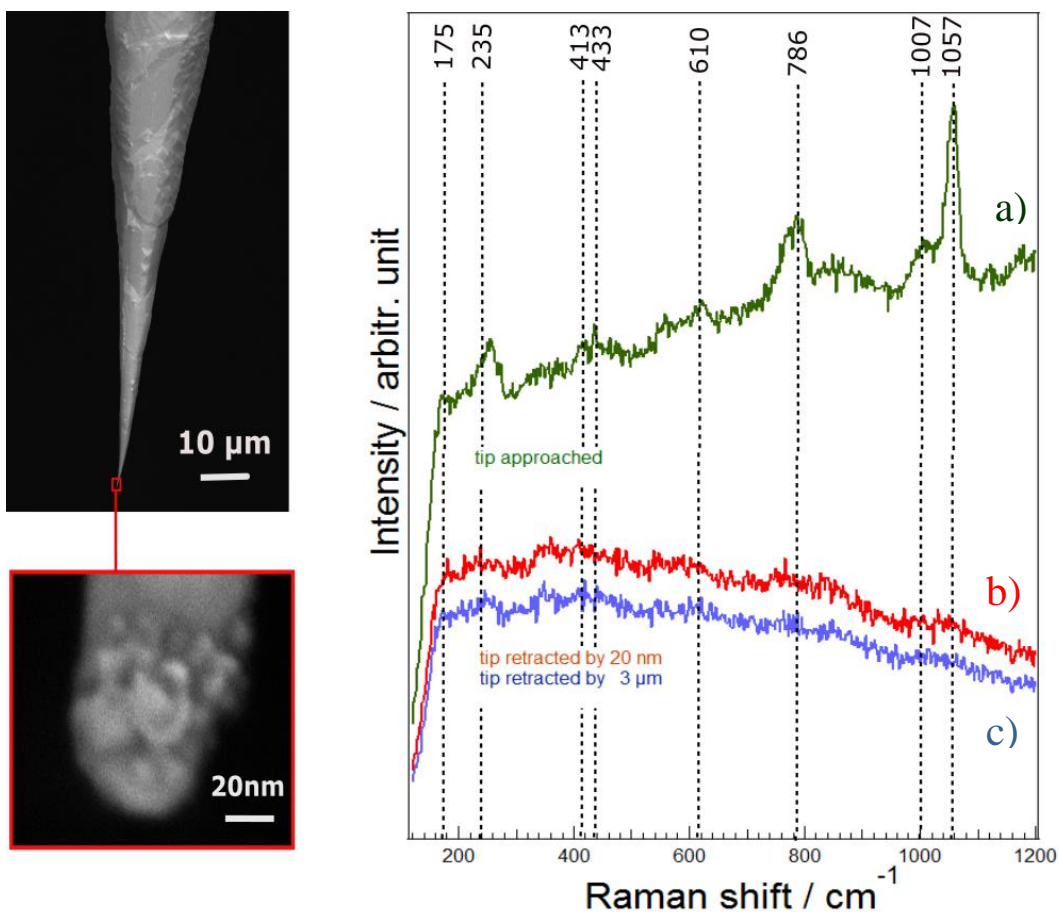 10 µm
20nm
175
235
413
433
610
786
1007
1057
a)
tip approached
b)
tip retracted by 20 nm
tip retracted by 3 µm
c)
Intensity / arbitr. unit
200 400 600 800 1000 1200
Raman shift / cm⁻¹